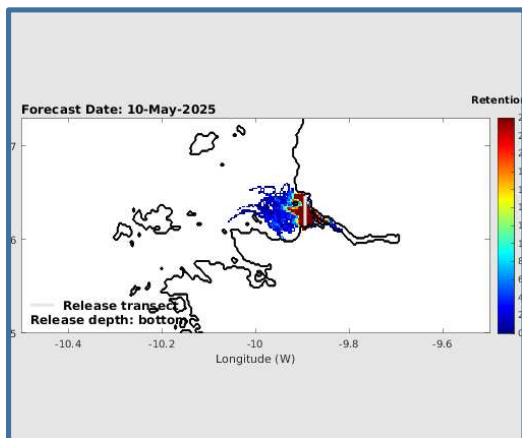 Forecast Date: 10-May-2025
Retention
7
6
5
Release transect
Release depth: bottom
-10.4
-10.2
-10
-9.8
-9.6
Longitude (W)